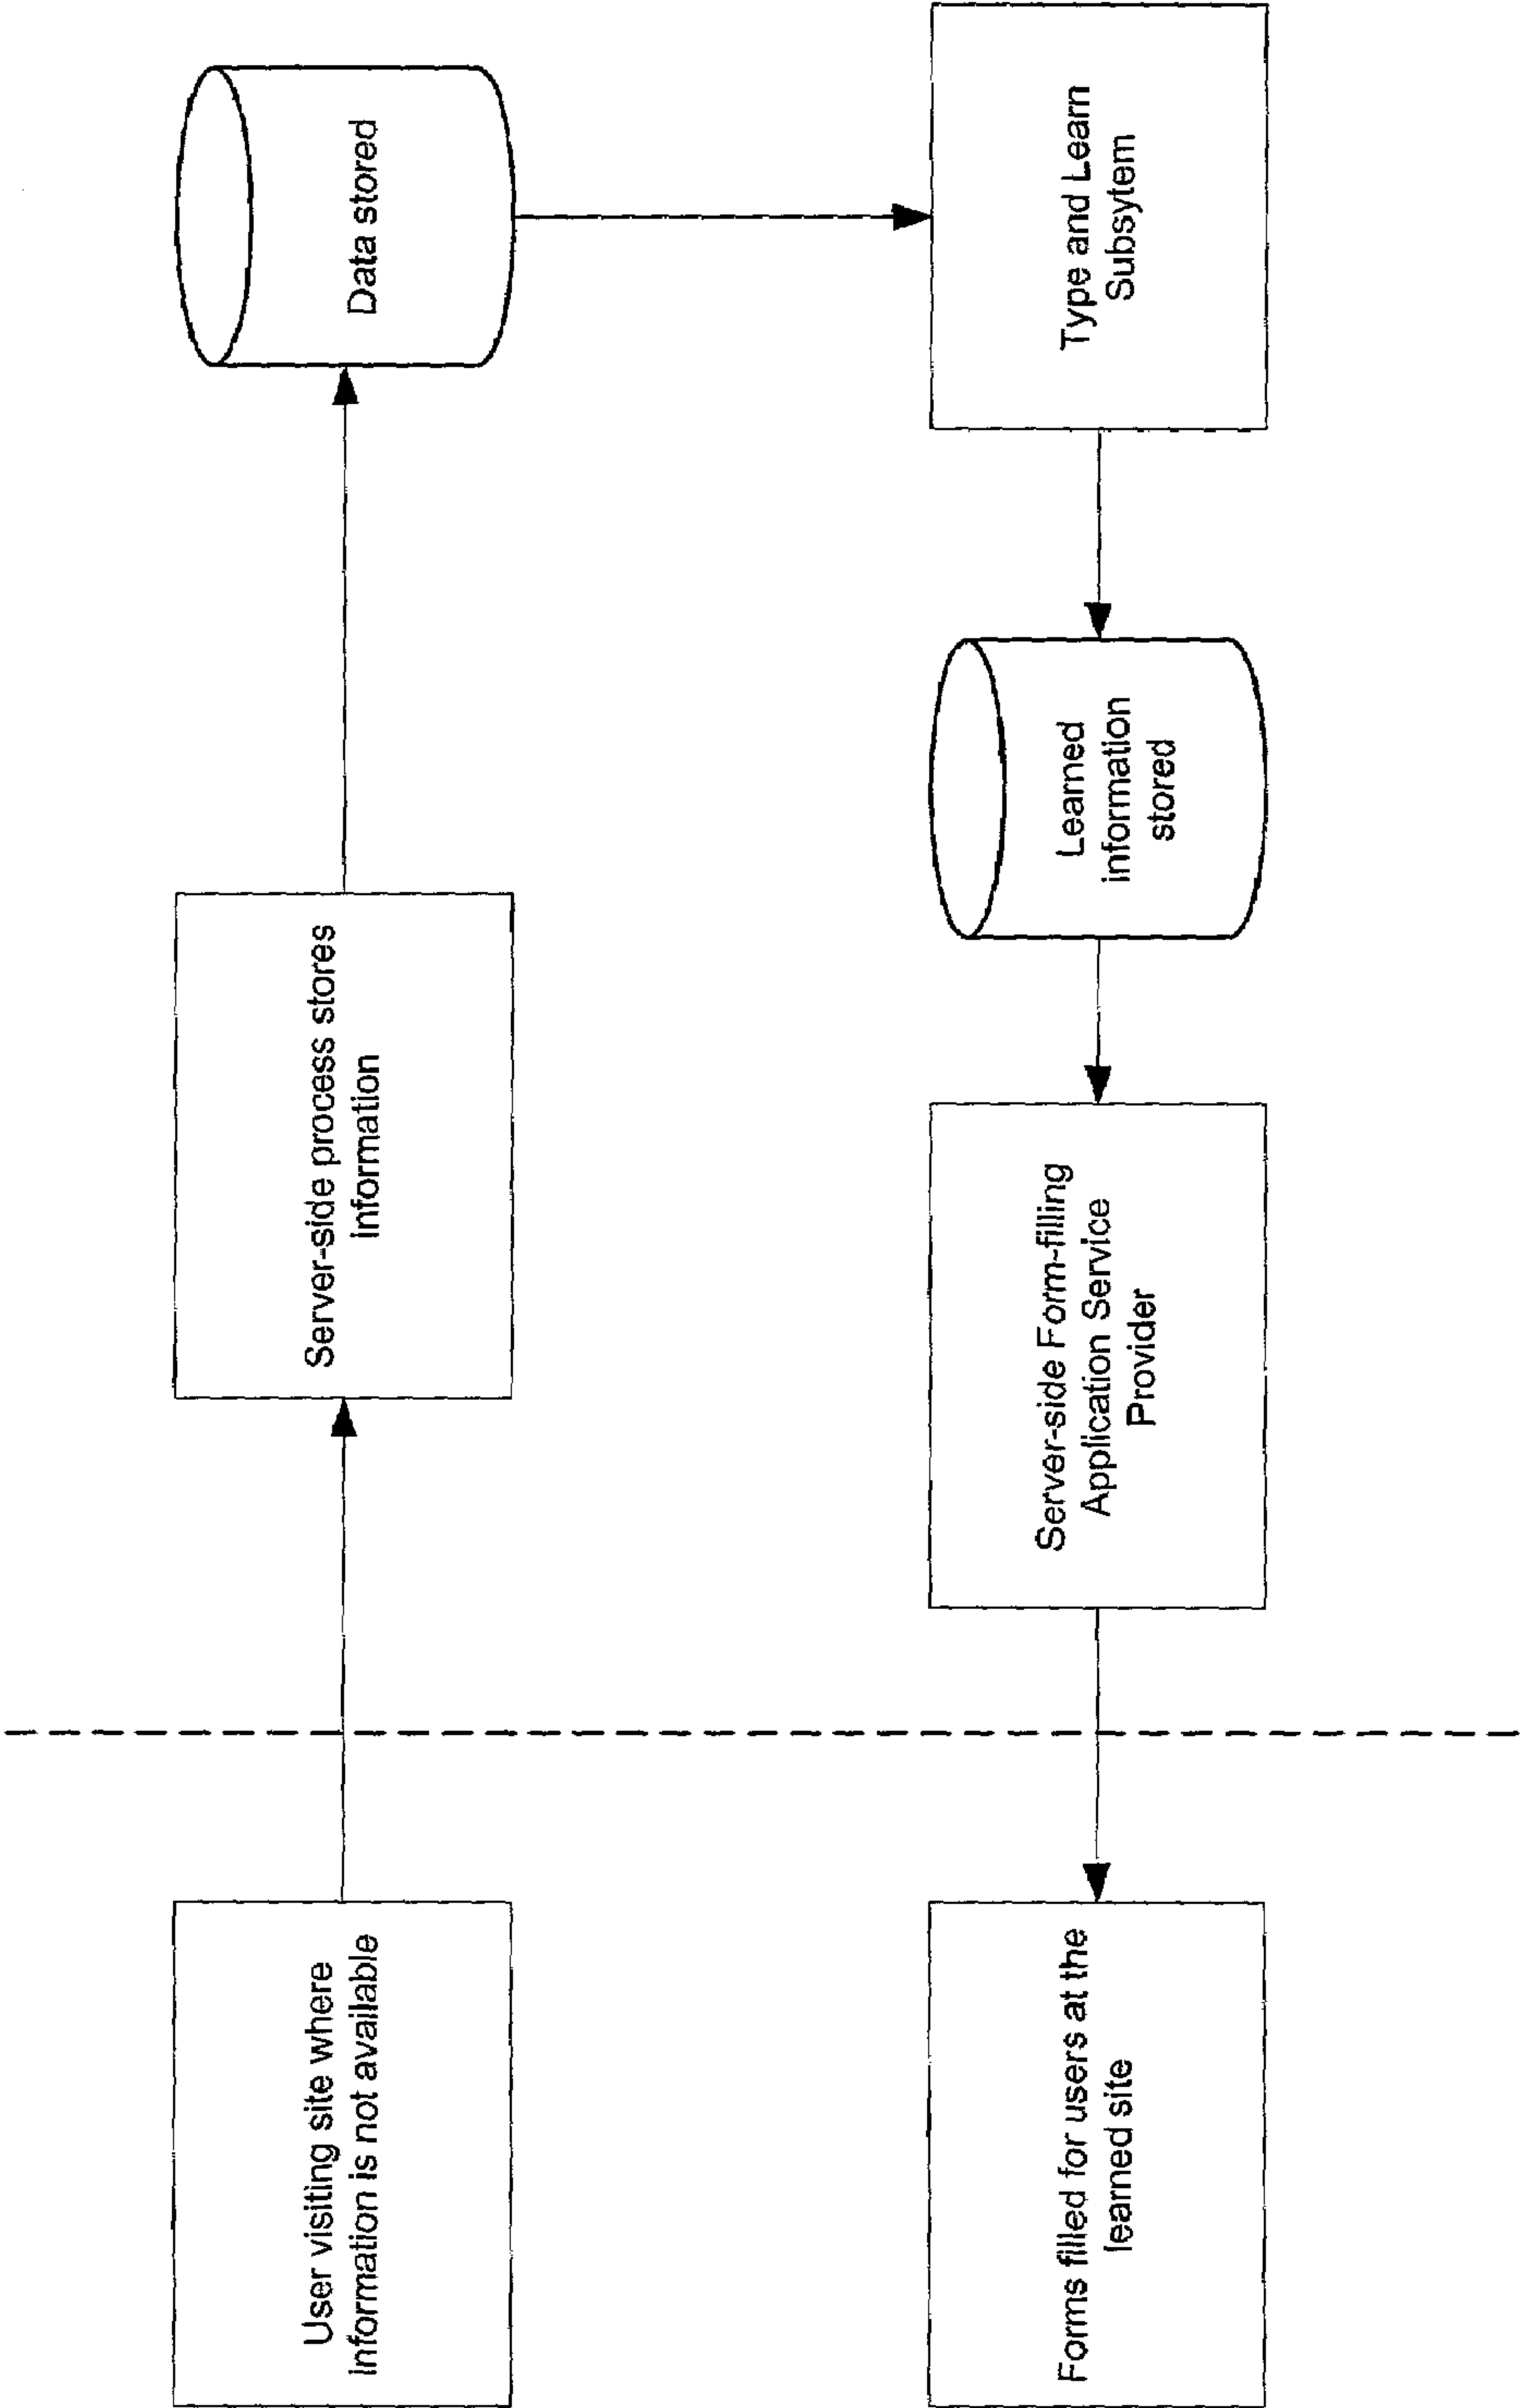 User visiting site where
information is not available
Server-side process stores
information
Data stored
Type and Learn
Subsytem
Learned
information
stored
Server-side Form-filling
Application Service
Provider
Forms filled for users at the
learned site